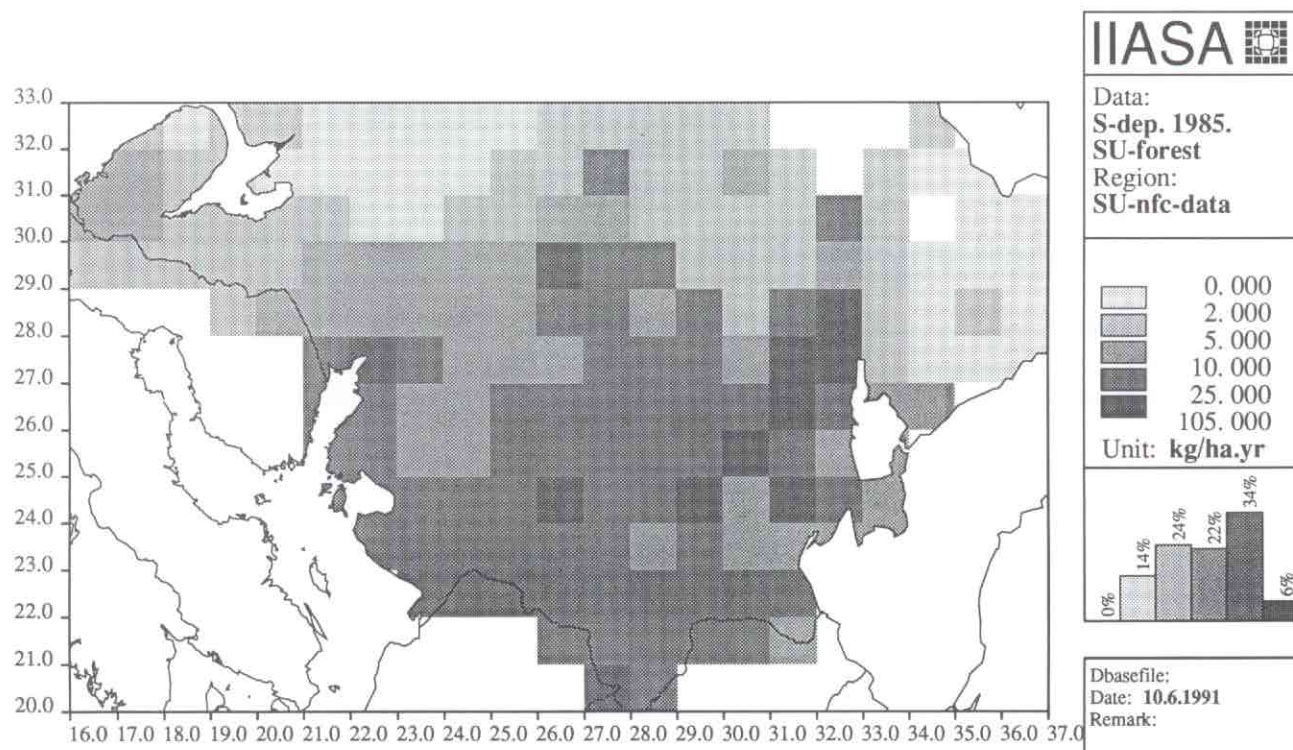 IIASA
Data:
S-dep. 1985.
SU-forest
Region:
SU-nfc-data
0. 000
2. 000
5. 000
10. 000
25. 000
105. 000
Unit: kg/ha.yr
0% 14% 24% 22% 34% 6%
Dbasefile:
Date: 10.6.1991
Remark:
33.0
32.0
31.0
30.0
29.0
28.0
27.0
26.0
25.0
24.0
23.0
22.0
21.0
20.0
16.0 17.0 18.0 19.0 20.0 21.0 22.0 23.0 24.0 25.0 26.0 27.0 28.0 29.0 30.0 31.0 32.0 33.0 34.0 35.0 36.0 37.0